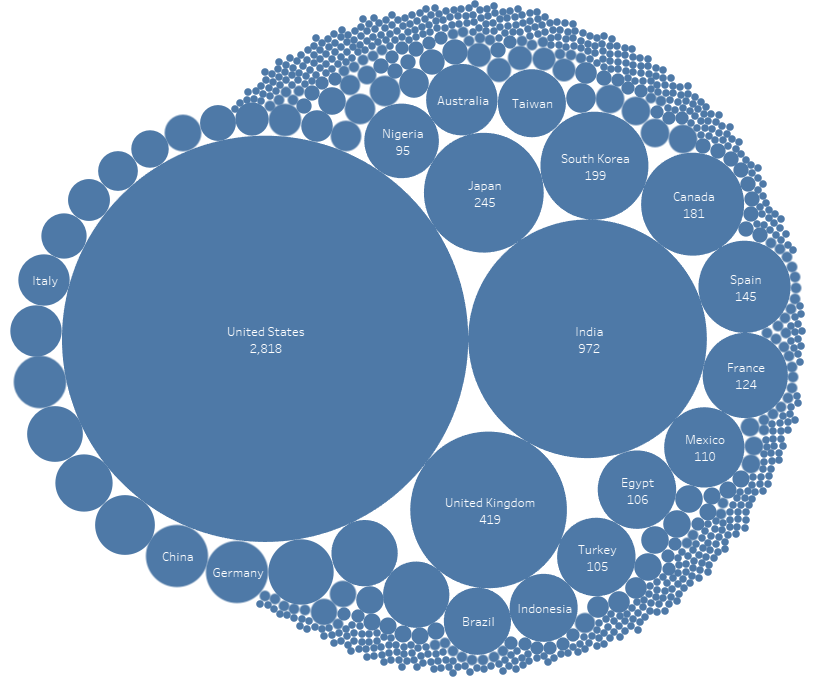 Australia
Taiwan
Nigeria
95
South Korea
199
Japan
245
Canada
181
Italy
Spain
145
United States
2,818
India
972
France
124
Mexico
110
Egypt
106
United Kingdom
419
China
Germany
Turkey
105
Indonesia
Brazil